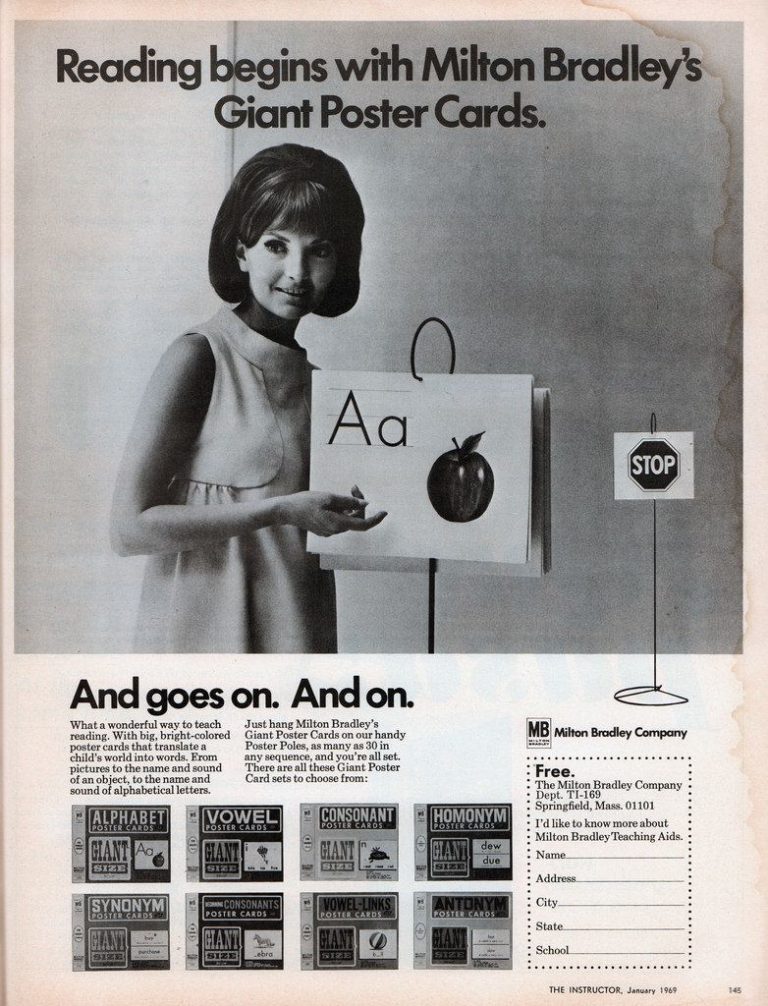 Reading begins with Milton Bradley's
Giant Poster Cards.
Aa
STOP
And goes on. And on.
What a wonderful way to teach
reading. With big, bright-colored
poster cards that translate a
child's world into words. Erom
pictures to the name and sound
of an object, to the name and
sound of alphabetical letters.
Just hang Milton Bradley's
Giant Poster Cards on our handy
Poster Poles, as many as 30 in
any sequence, and you're all set.
There are all these Giant Poster
Card sets to choose from:
ALPHABET
POSTER CARDS
GIANT
SIZE
Aa
VOWEL
POSTER CARDS
GIANT
SIZE
CONSONANT
POSTER CARDS
GIANT
SIZE
n
HOMONYM
POSTER CARDS
GIANT
SIZE
dew
due
SYNONYM
POSTER CARDS
GIANT
SIZE
buy
purchase
BEGINNING CONSONANTS
POSTER CARDS
GIANT
SIZE
_ebra
VOWEL-LINKS
POSTER CARDS
GIANT
SIZE
b__ll
ANTONYM
POSTER CARDS
GIANT
SIZE
MB
MILTON
BRADLEY
Milton Bradley Company
Free.
The Milton Bradley Company
Dept. TI-169
Springfield, Mass. 01101
I'd like to know more about
Milton Bradley Teaching Aids.
Name
Address
City
State
School
THE INSTRUCTOR, January 1969
145